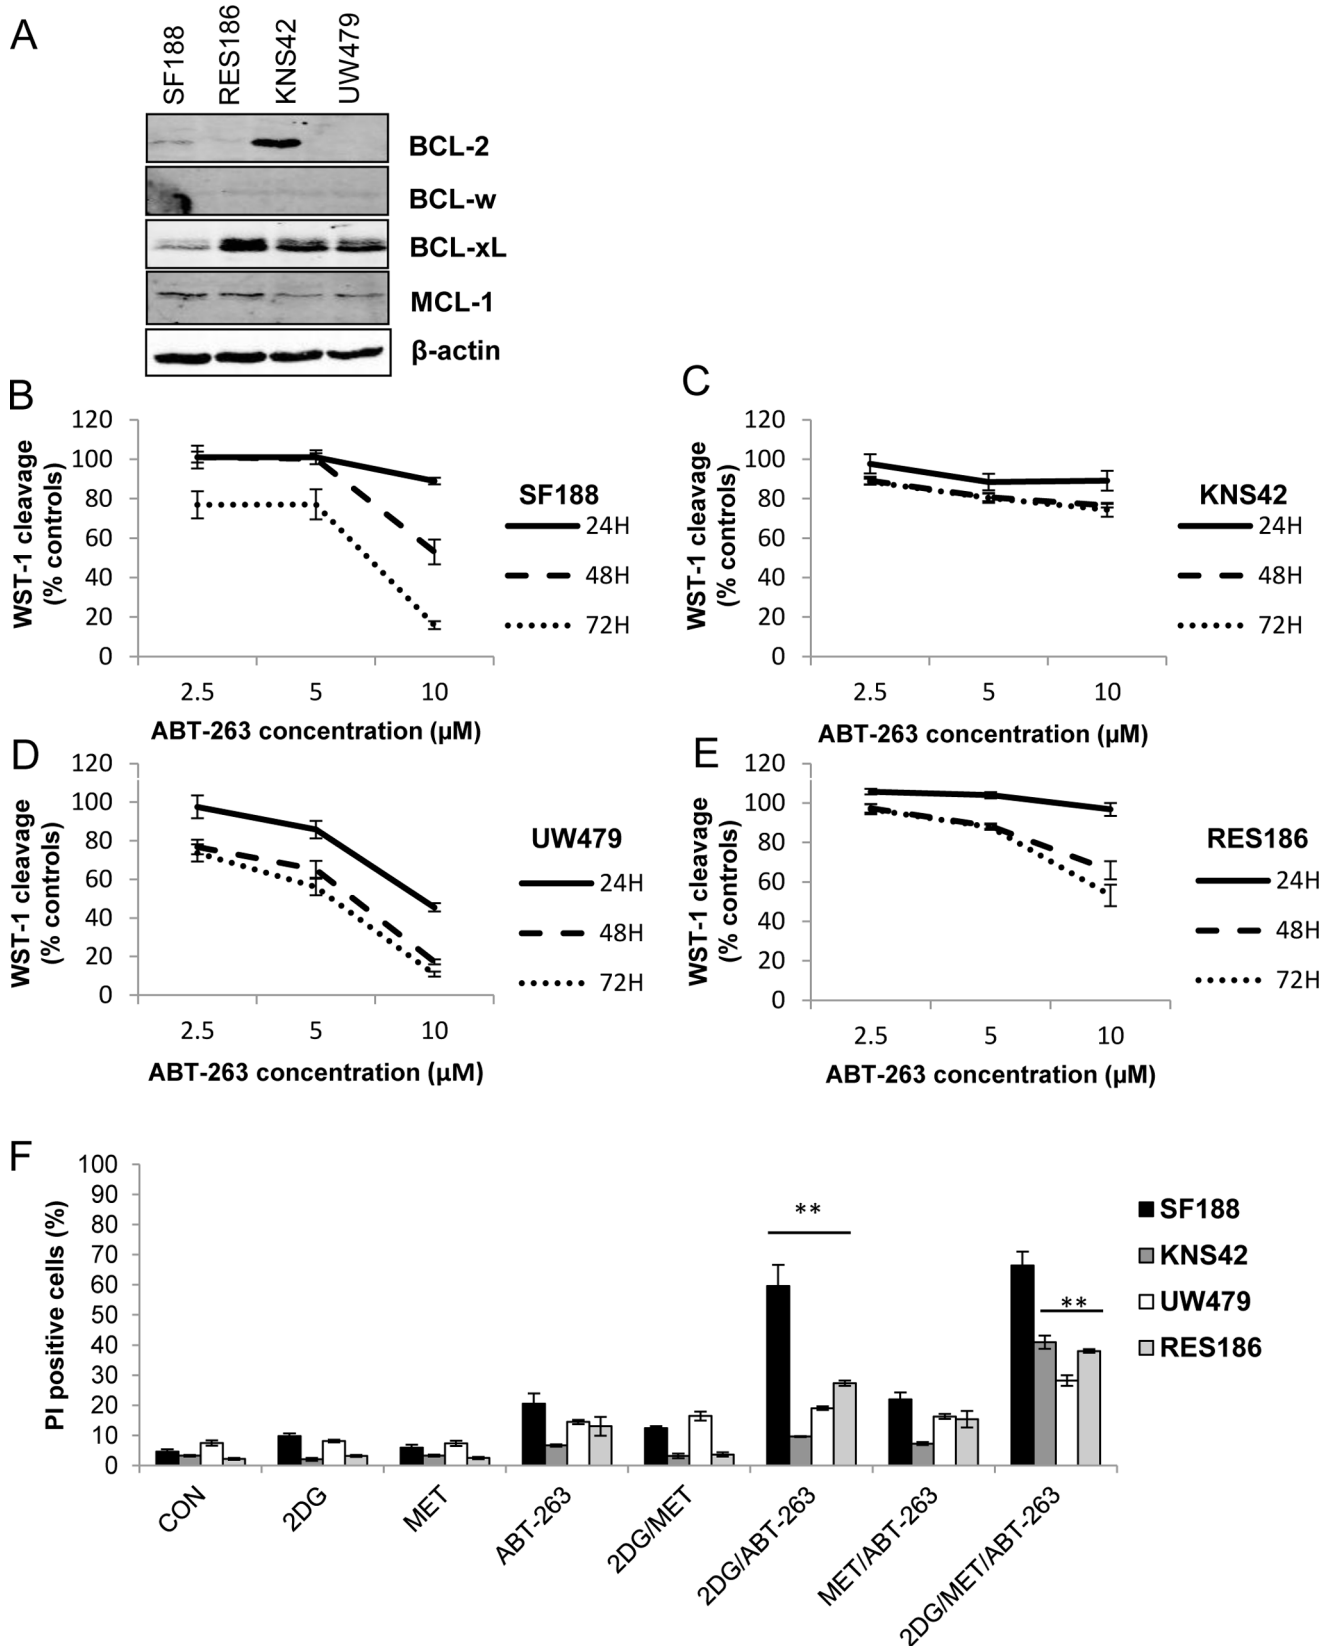 A
SF188
RES186
KNS42
UW479
BCL-2
BCL-w
BCL-xL
MCL-1
β-actin
B
WST-1 cleavage
(% controls)
120
100
80
60
40
20
0
2.5 5 10
ABT-263 concentration (μM)
SF188
24H
48H
72H
C
WST-1 cleavage
(% controls)
120
100
80
60
40
20
0
2.5 5 10
ABT-263 concentration (μM)
KNS42
24H
48H
72H
D
WST-1 cleavage
(% controls)
120
100
80
60
40
20
0
2.5 5 10
ABT-263 concentration (μM)
UW479
24H
48H
72H
E
WST-1 cleavage
(% controls)
120
100
80
60
40
20
0
2.5 5 10
ABT-263 concentration (μM)
RES186
24H
48H
72H
F
PI positive cells (%)
100
90
80
70
60
50
40
30
20
10
0
**
**
CON
2DG
MET
ABT-263
2DG/MET
2DG/ABT-263
MET/ABT-263
2DG/MET/ABT-263
SF188
KNS42
UW479
RES186